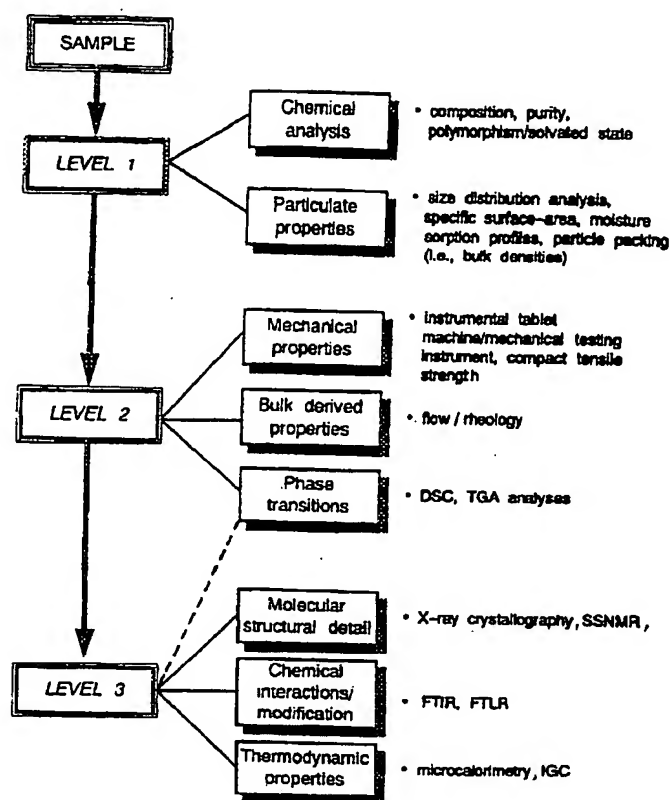 SAMPLE
LEVEL 1
Chemical
analysis
• composition, purity,
polymorphism/solvated state
Particulate
properties
• size distribution analysis,
specific surface-area, moisture
sorption profiles, particle packing
(i.e., bulk densities)
LEVEL 2
Mechanical
properties
• instrumental tablet
machine/mechanical testing
instrument, compact tensile
strength
Bulk derived
properties
• flow / rheology
Phase
transitions
• DSC, TGA analyses
LEVEL 3
Molecular
structural detail
• X-ray crystallography, SSNMR,
Chemical
interactions/
modification
• FTIR, FTLR
Thermodynamic
properties
• microcalorimetry, IGC